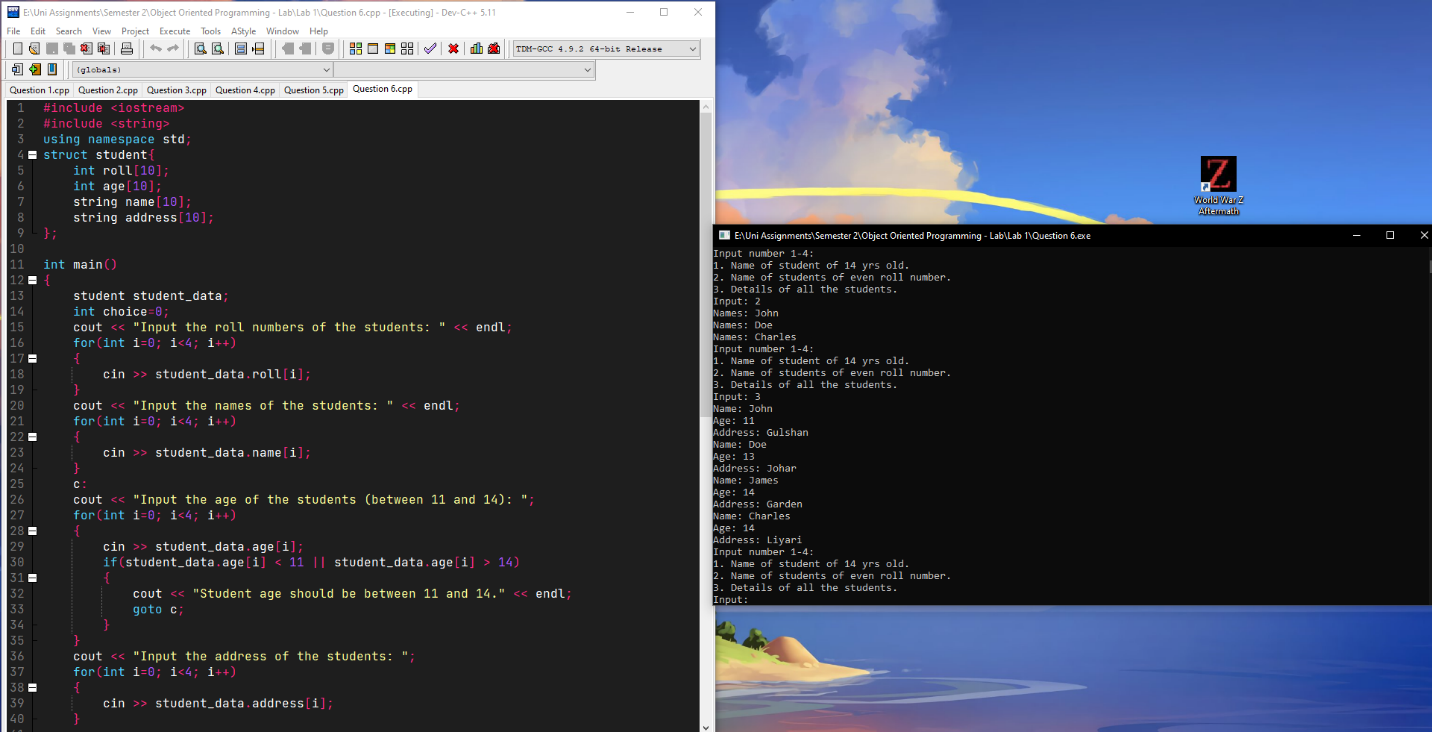 E:\Uni Assignments\Semester 2\Object Oriented Programming - Lab\Lab 1\Question 6.cpp - [Executing] - Dev-C++ 5.11
File Edit Search View Project Execute Tools AStyle Window Help
TDM-GCC 4.9.2 64-bit Release
(globals)
Question 1.cpp Question 2.cpp Question 3.cpp Question 4.cpp Question 5.cpp Question 6.cpp
1 #include <iostream>
2 #include <string>
3 using namespace std;
4 struct student{
5 int roll[10];
6 int age[10];
7 string name[10];
8 string address[10];
9 };
10
11 int main()
12 {
13 student student_data;
14 int choice=0;
15 cout << "Input the roll numbers of the students: " << endl;
16 for(int i=0; i<4; i++)
17 {
18 cin >> student_data.roll[i];
19 }
20 cout << "Input the names of the students: " << endl;
21 for(int i=0; i<4; i++)
22 {
23 cin >> student_data.name[i];
24 }
25 c:
26 cout << "Input the age of the students (between 11 and 14): ";
27 for(int i=0; i<4; i++)
28 {
29 cin >> student_data.age[i];
30 if(student_data.age[i] < 11 || student_data.age[i] > 14)
31 {
32 cout << "Student age should be between 11 and 14." << endl;
33 goto c;
34 }
35 }
36 cout << "Input the address of the students: ";
37 for(int i=0; i<4; i++)
38 {
39 cin >> student_data.address[i];
40 }
World War Z
Aftermath
E:\Uni Assignments\Semester 2\Object Oriented Programming - Lab\Lab 1\Question 6.exe
Input number 1-4:
1. Name of student of 14 yrs old.
2. Name of students of even roll number.
3. Details of all the students.
Input: 2
Names: John
Names: Doe
Names: Charles
Input number 1-4:
1. Name of student of 14 yrs old.
2. Name of students of even roll number.
3. Details of all the students.
Input: 3
Name: John
Age: 11
Address: Gulshan
Name: Doe
Age: 13
Address: Johar
Name: James
Age: 14
Address: Garden
Name: Charles
Age: 14
Address: Liyari
Input number 1-4:
1. Name of student of 14 yrs old.
2. Name of students of even roll number.
3. Details of all the students.
Input: